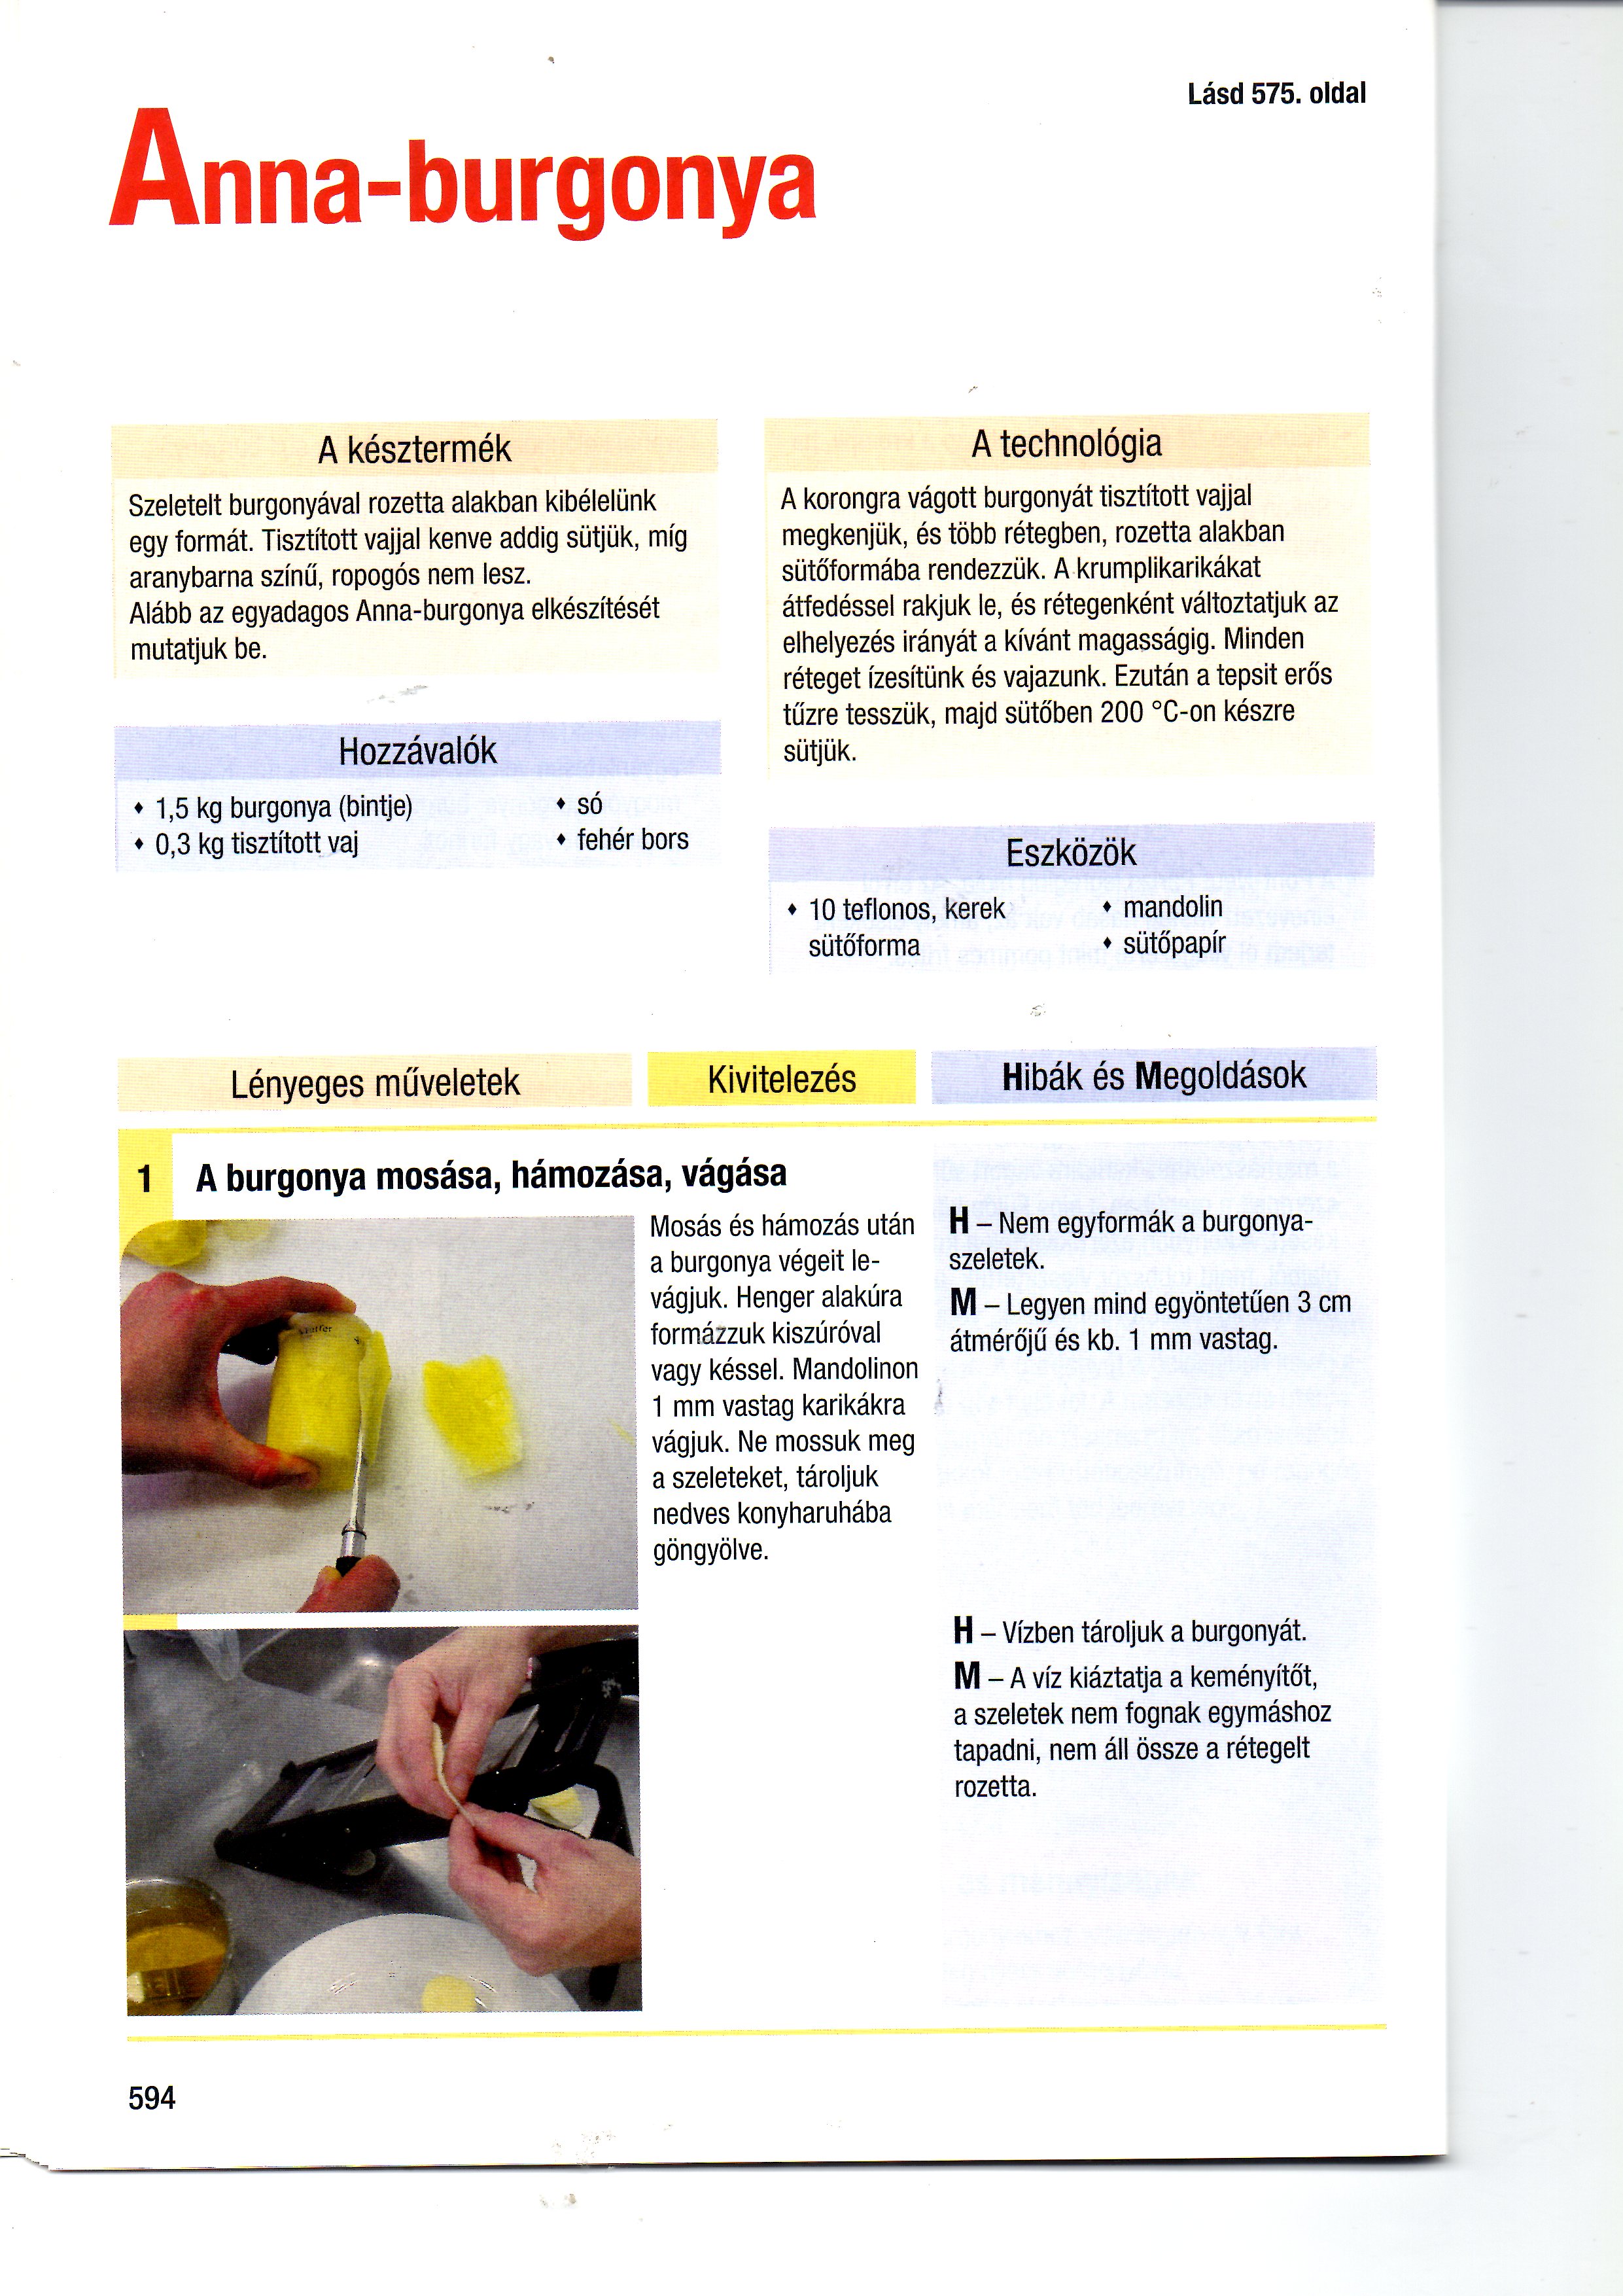 Lásd 575. oldal
Anna-burgonya
A késztermék
Szeletelt burgonyával rozetta alakban kibélelünk
egy formát. Tisztított vajjal kenve addig sütjük, míg
aranybarna színű, ropogós nem lesz.
Alább az egyadagos Anna-burgonya elkészítését
mutatjuk be.
Hozzávalók
• 1,5 kg burgonya (bintje)
• 0,3 kg tisztított vaj
• só
• fehér bors
A technológia
A korongra vágott burgonyát tisztított vajjal
megkenjük, és több rétegben, rozetta alakban
sütőformába rendezzük. A krumplikarikákat
átfedéssel rakjuk le, és rétegenként változtatjuk az
elhelyezés irányát a kívánt magasságig. Minden
réteget ízesítünk és vajazunk. Ezután a tepsit erős
tűzre tesszük, majd sütőben 200 °C-on készre
sütjük.
Eszközök
• 10 teflonos, kerek
sütőforma
• mandolin
• sütőpapír
Lényeges műveletek
Kivitelezés
Hibák és Megoldások
1 A burgonya mosása, hámozása, vágása
Mosás és hámozás után
a burgonya végeit le-
vágjuk. Henger alakúra
formázzuk kiszúróval
vagy késsel. Mandolinon
1 mm vastag karikákra
vágjuk. Ne mossuk meg
a szeleteket, tároljuk
nedves konyharuhába
göngyölve.
H – Nem egyformák a burgonya-
szeletek.
M – Legyen mind egyöntetűen 3 cm
átmérőjű és kb. 1 mm vastag.
H – Vízben tároljuk a burgonyát.
M – A víz kiáztatja a keményítőt,
a szeletek nem fognak egymáshoz
tapadni, nem áll össze a rétegelt
rozetta.
594